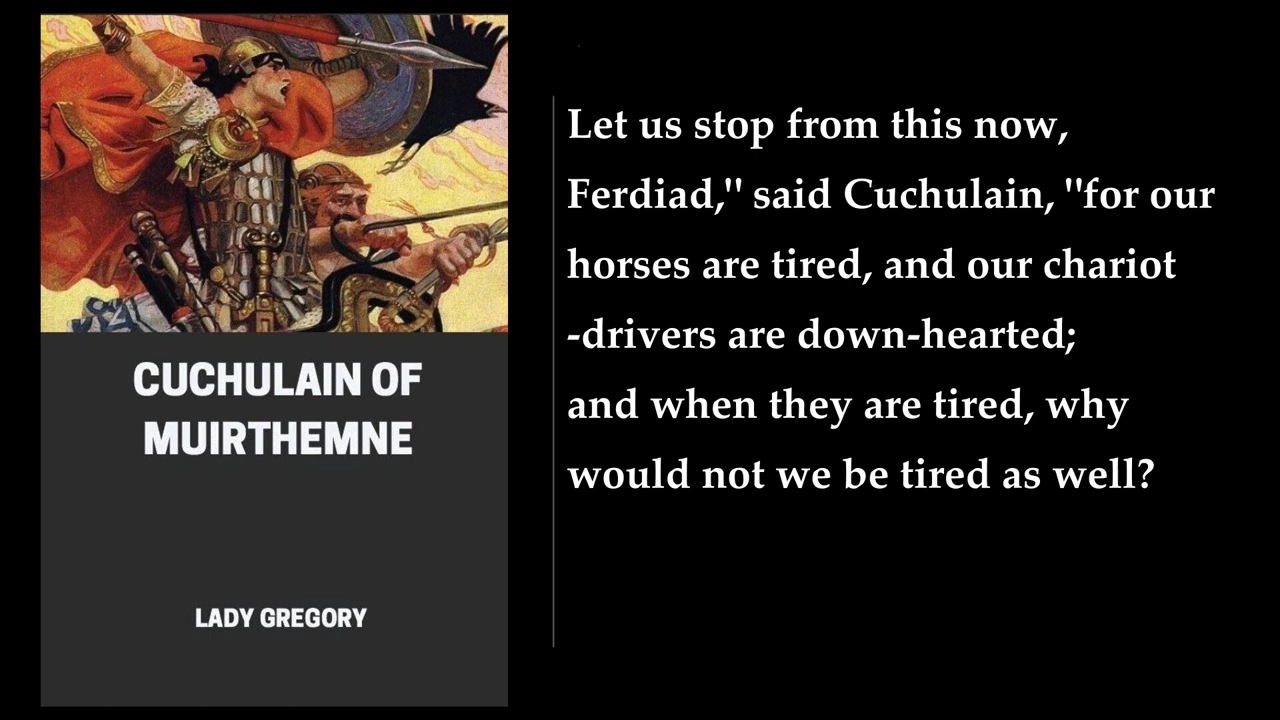 CUCHULAIN OF
MUIRTHEMNE
LADY GREGORY
Let us stop from this now,
Ferdiad," said Cuchulain, "for our
horses are tired, and our chariot
-drivers are down-hearted;
and when they are tired, why
would not we be tired as well?